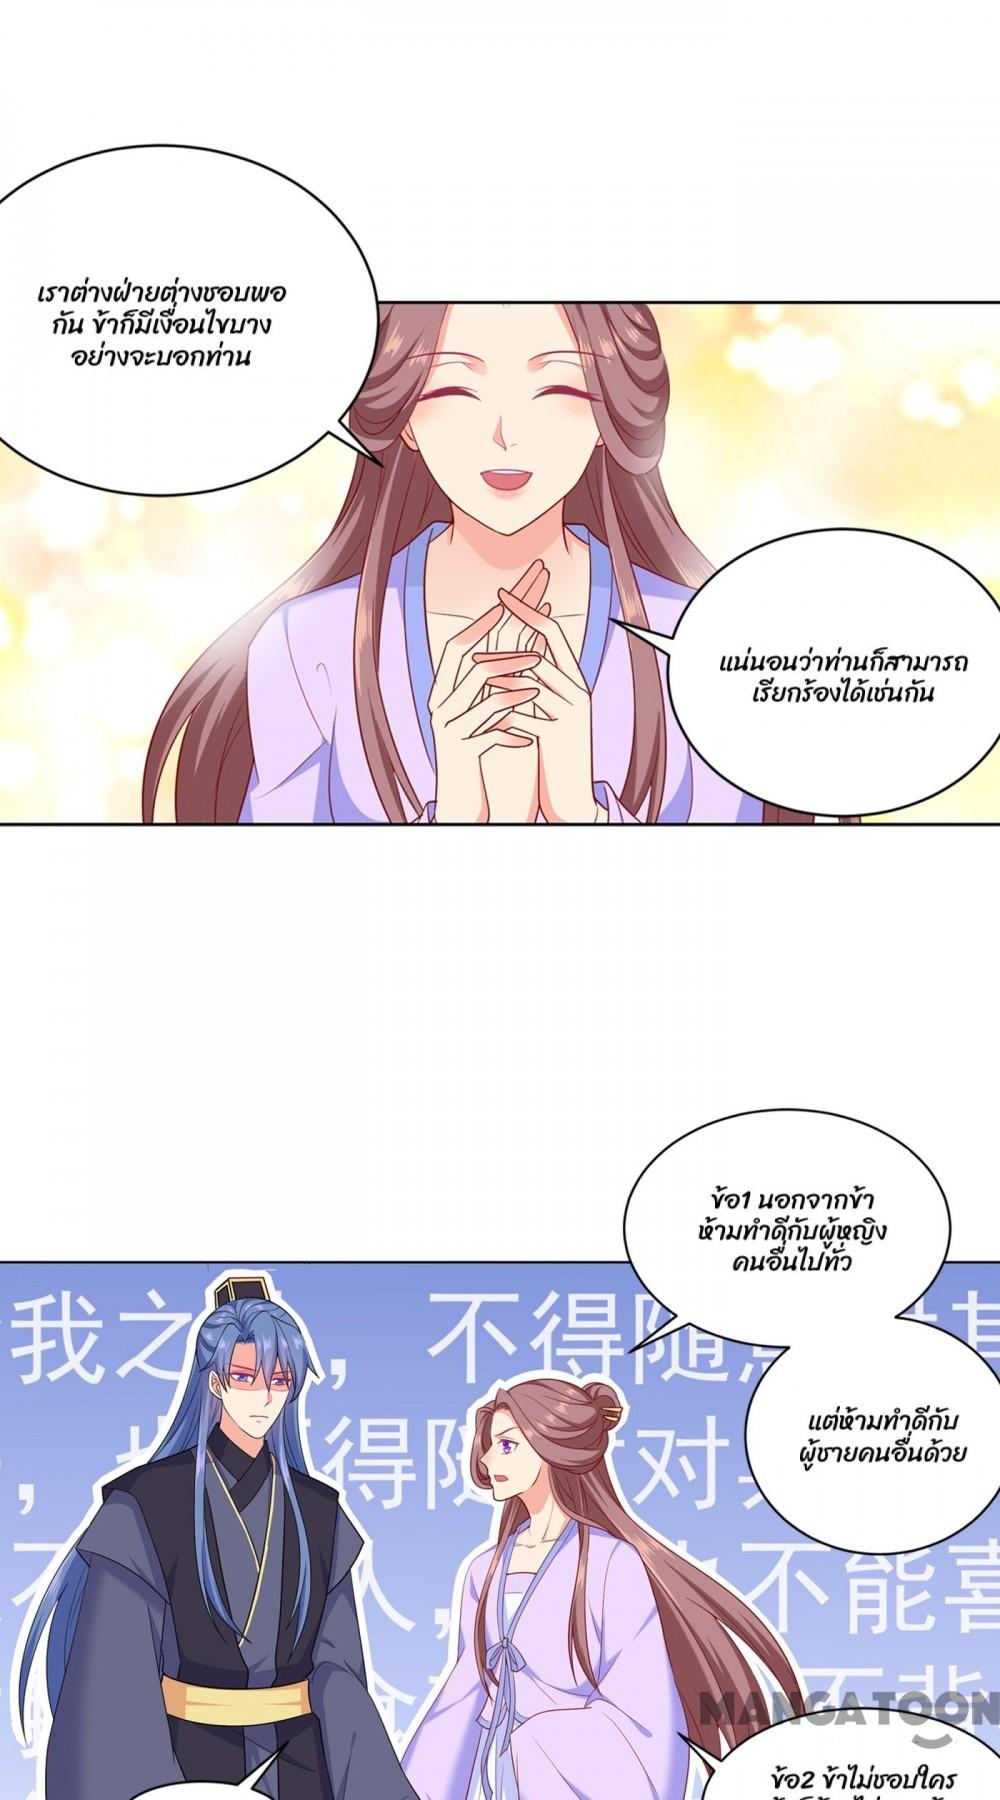 เราต่างฝ่ายต่างชอบพอ
กัน ข้าก็มีเงื่อนไขบาง
อย่างจะบอกท่าน
แน่นอนว่าท่านก็สามารถ
เรียกร้องได้เช่นกัน
ข้อ1 นอกจากข้า
ห้ามทำดีกับผู้หญิง
คนอื่นไปทั่ว
แต่ห้ามทำดีกับ
ผู้ชายคนอื่นด้วย
我之 ，不得随意
得随 对
人， 不能喜
不
MANGATOON
ข้อ2 ข้าไม่ชอบใคร